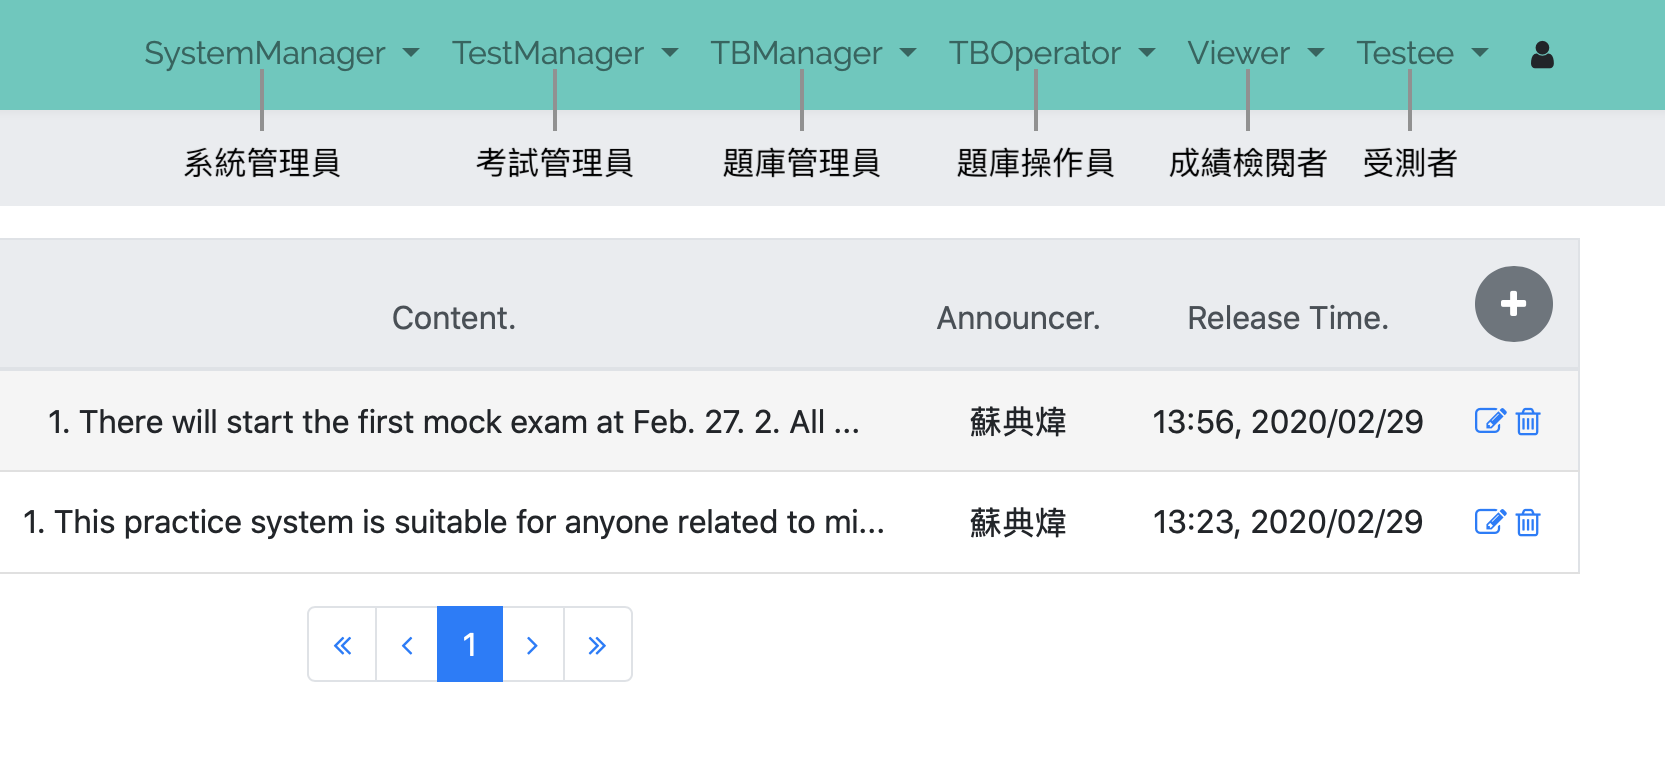 SystemManager TestManager TBManager TBOperator Viewer Testee
系統管理員 考試管理員 題庫管理員 題庫操作員 成績檢閱者 受測者
Content. Announcer. Release Time.
1. There will start the first mock exam at Feb. 27. 2. All ... 蘇典煒 13:56, 2020/02/29
1. This practice system is suitable for anyone related to mi... 蘇典煒 13:23, 2020/02/29
« ‹ 1 › »